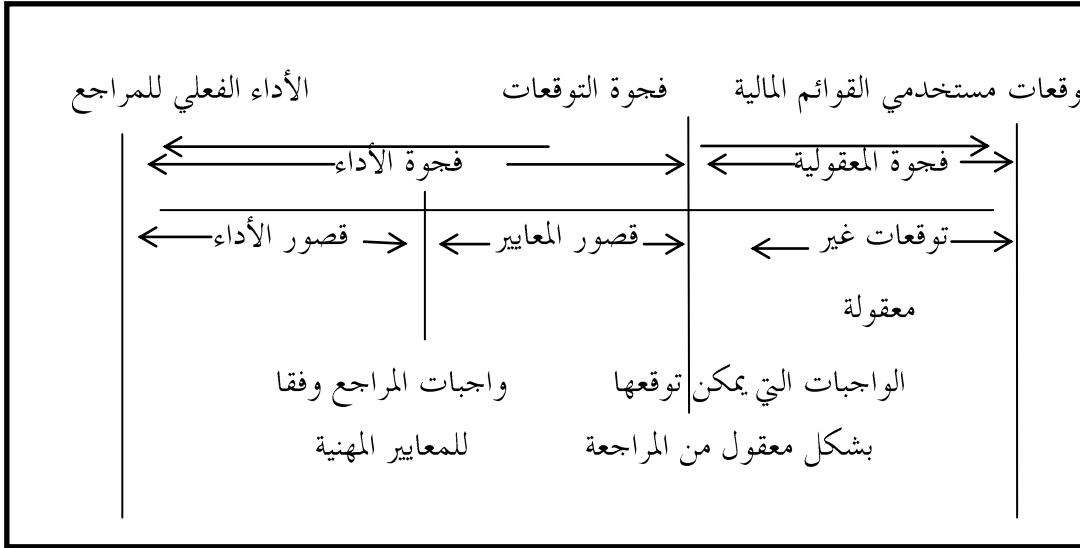 وقعات مستخدمي القوائم المالية فجوة التوقعات الأداء الفعلي للمراجع
فجوة المعقولية فجوة الأداء
توقعات غير قصور المعايير قصور الأداء
معقولة
الواجبات التي يمكن توقعها واجبات المراجع وفقا
بشكل معقول من المراجعة للمعايير المهنية